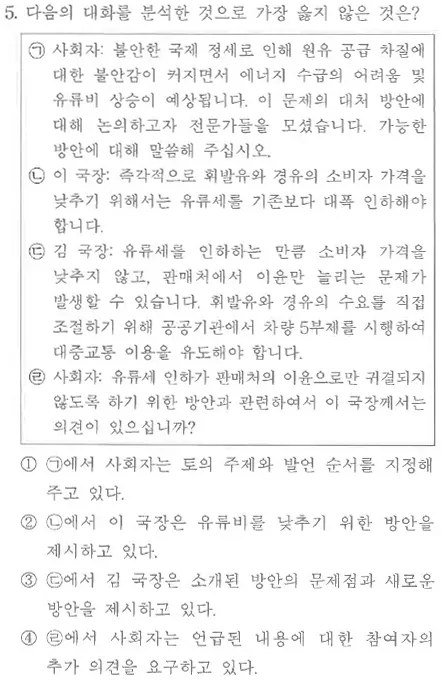 5. 다음의 대화를 분석한 것으로 가장 옳지 않은 것은?
㉠ 사회자: 불안한 국제 정세로 인해 원유 공급 차질에
대한 불안감이 커지면서 에너지 수급의 어려움 및
유류비 상승이 예상됩니다. 이 문제의 대처 방안에
대해 논의하고자 전문가들을 모셨습니다. 가능한
방안에 대해 말씀해 주십시오.
㉡ 이 국장: 즉각적으로 휘발유와 경유의 소비자 가격을
낮추기 위해서는 유류세를 기존보다 대폭 인하해야
합니다.
㉢ 김 국장: 유류세를 인하하는 만큼 소비자 가격을
낮추지 않고, 판매처에서 이윤만 늘리는 문제가
발생할 수 있습니다. 휘발유와 경유의 수요를 직접
조절하기 위해 공공기관에서 차량 5부제를 시행하여
대중교통 이용을 유도해야 합니다.
㉣ 사회자: 유류세 인하가 판매처의 이윤으로만 귀결되지
않도록 하기 위한 방안과 관련하여서 이 국장께서는
의견이 있으십니까?
① ㉠에서 사회자는 토의 주제와 발언 순서를 지정해
주고 있다.
② ㉡에서 이 국장은 유류비를 낮추기 위한 방안을
제시하고 있다.
③ ㉢에서 김 국장은 소개된 방안의 문제점과 새로운
방안을 제시하고 있다.
④ ㉣에서 사회자는 언급된 내용에 대한 참여자의
추가 의견을 요구하고 있다.